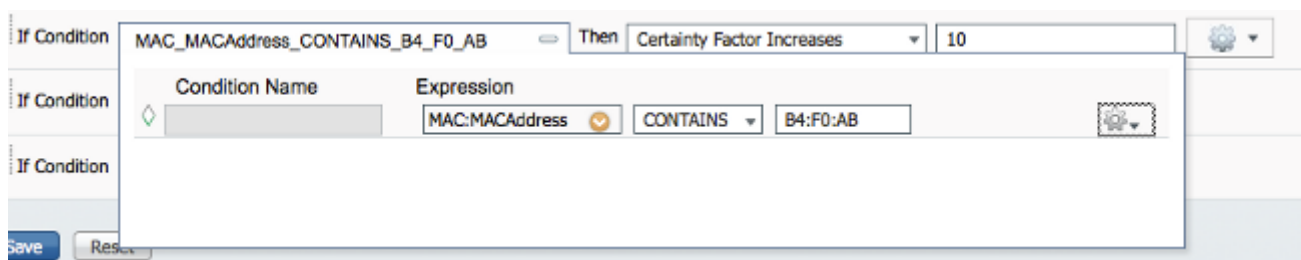 If Condition MAC_MACAddress_CONTAINS_B4_F0_AB Then Certainty Factor Increases 10
Condition Name Expression
If Condition
MAC:MACAddress CONTAINS B4:F0:AB
If Condition
Save